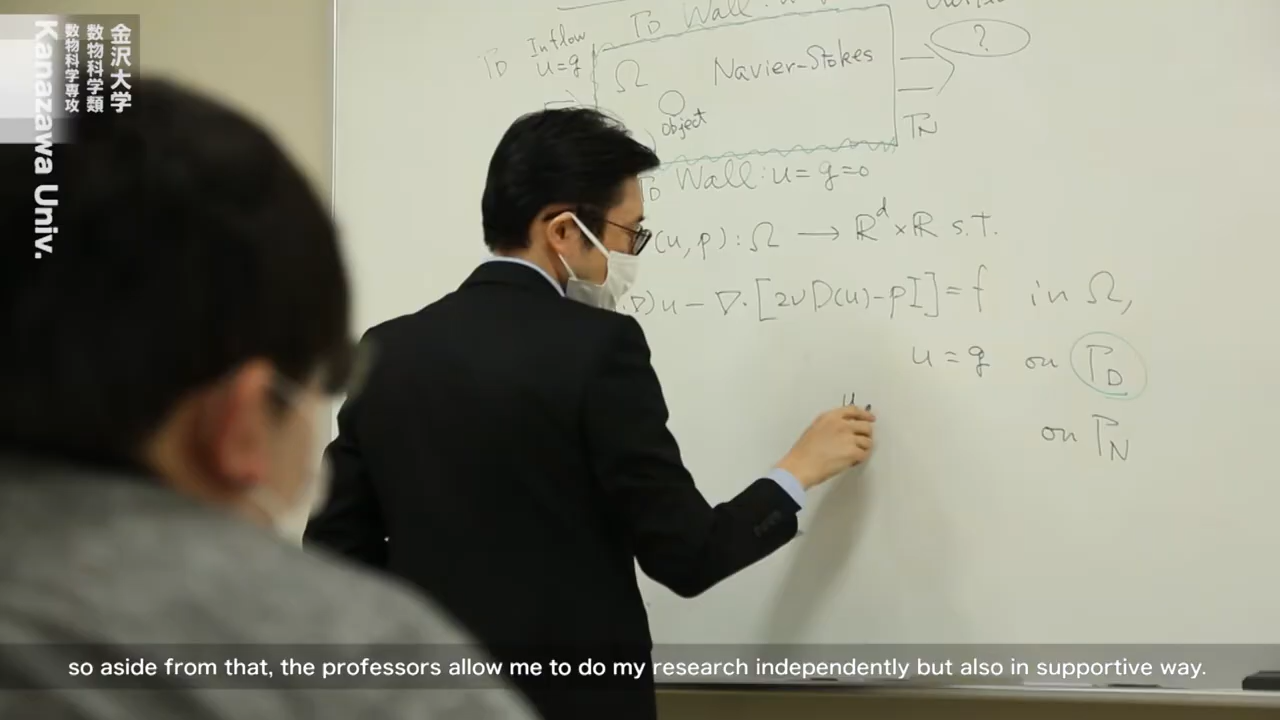 金沢大学
数物科学類
数物科学専攻
Kanazawa Univ.
Γ_D Wall:
Γ_D
Inflow
u=g
Ω
Navier-Stokes
object
?
Γ_N
Γ_D Wall: u=g=0
(u,p): Ω → ℝ^d×ℝ s.t.
·∇)u-∇·[2νD(u)-pI]=f in Ω,
u=g on Γ_D
on Γ_N
so aside from that, the professors allow me to do my research independently but also in supportive way.